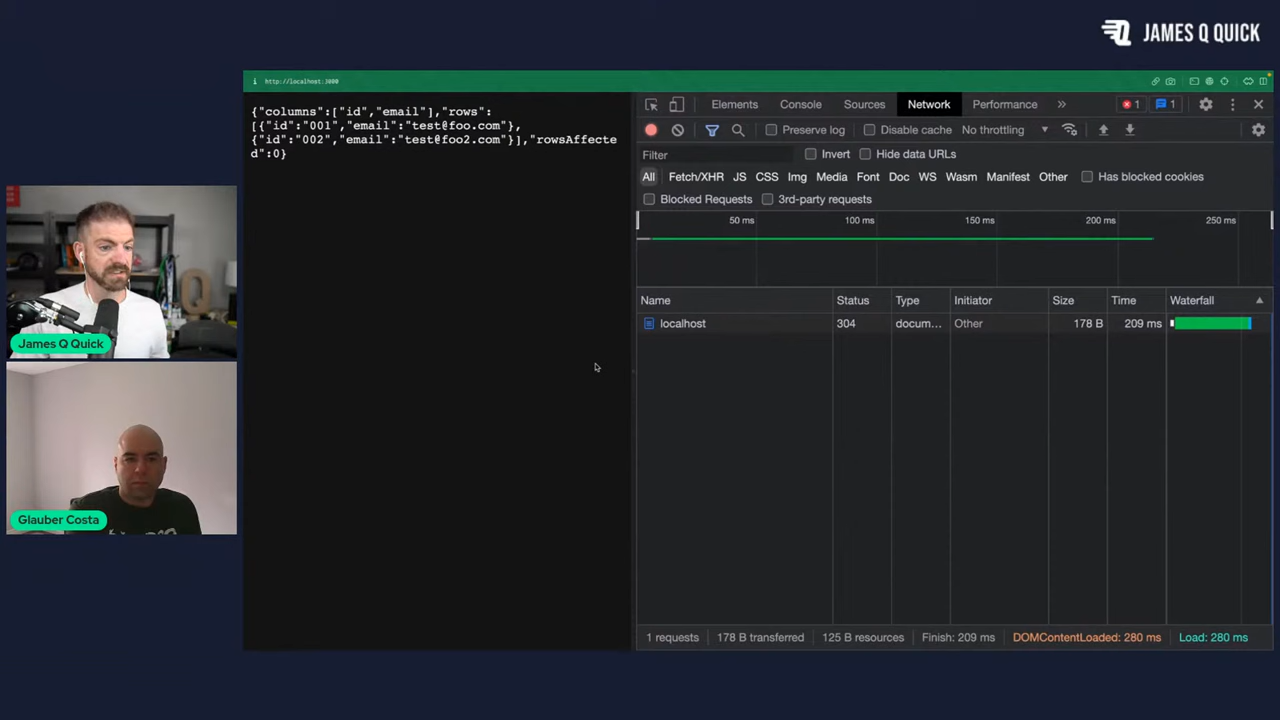 JAMES Q QUICK
http://localhost:3000
{"columns":["id","email"],"rows":
[{"id":"001","email":"test@foo.com"},
{"id":"002","email":"test@foo2.com"}],"rowsAffecte
d":0}
Elements Console Sources Network Performance » 1 1
Preserve log Disable cache No throttling
Filter Invert Hide data URLs
All Fetch/XHR JS CSS Img Media Font Doc WS Wasm Manifest Other Has blocked cookies
Blocked Requests 3rd-party requests
50 ms 100 ms 150 ms 200 ms 250 ms
Name Status Type Initiator Size Time Waterfall
localhost 304 docum... Other 178 B 209 ms
1 requests 178 B transferred 125 B resources Finish: 209 ms DOMContentLoaded: 280 ms Load: 280 ms
James Q Quick
Glauber Costa